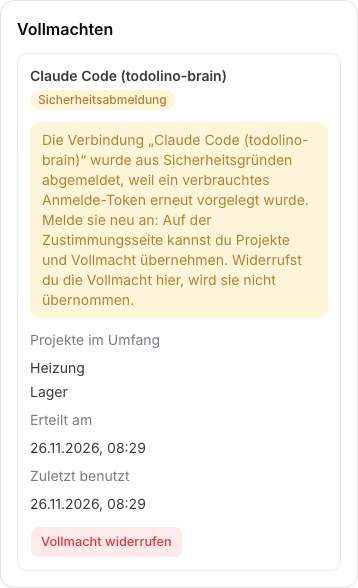 Vollmachten
Claude Code (todolino-brain)
Sicherheitsabmeldung
Die Verbindung „Claude Code (todolino-
brain)“ wurde aus Sicherheitsgründen
abgemeldet, weil ein verbrauchtes
Anmelde-Token erneut vorgelegt wurde.
Melde sie neu an: Auf der
Zustimmungsseite kannst du Projekte
und Vollmacht übernehmen. Widerrufst
du die Vollmacht hier, wird sie nicht
übernommen.
Projekte im Umfang
Heizung
Lager
Erteilt am
26.11.2026, 08:29
Zuletzt benutzt
26.11.2026, 08:29
Vollmacht widerrufen